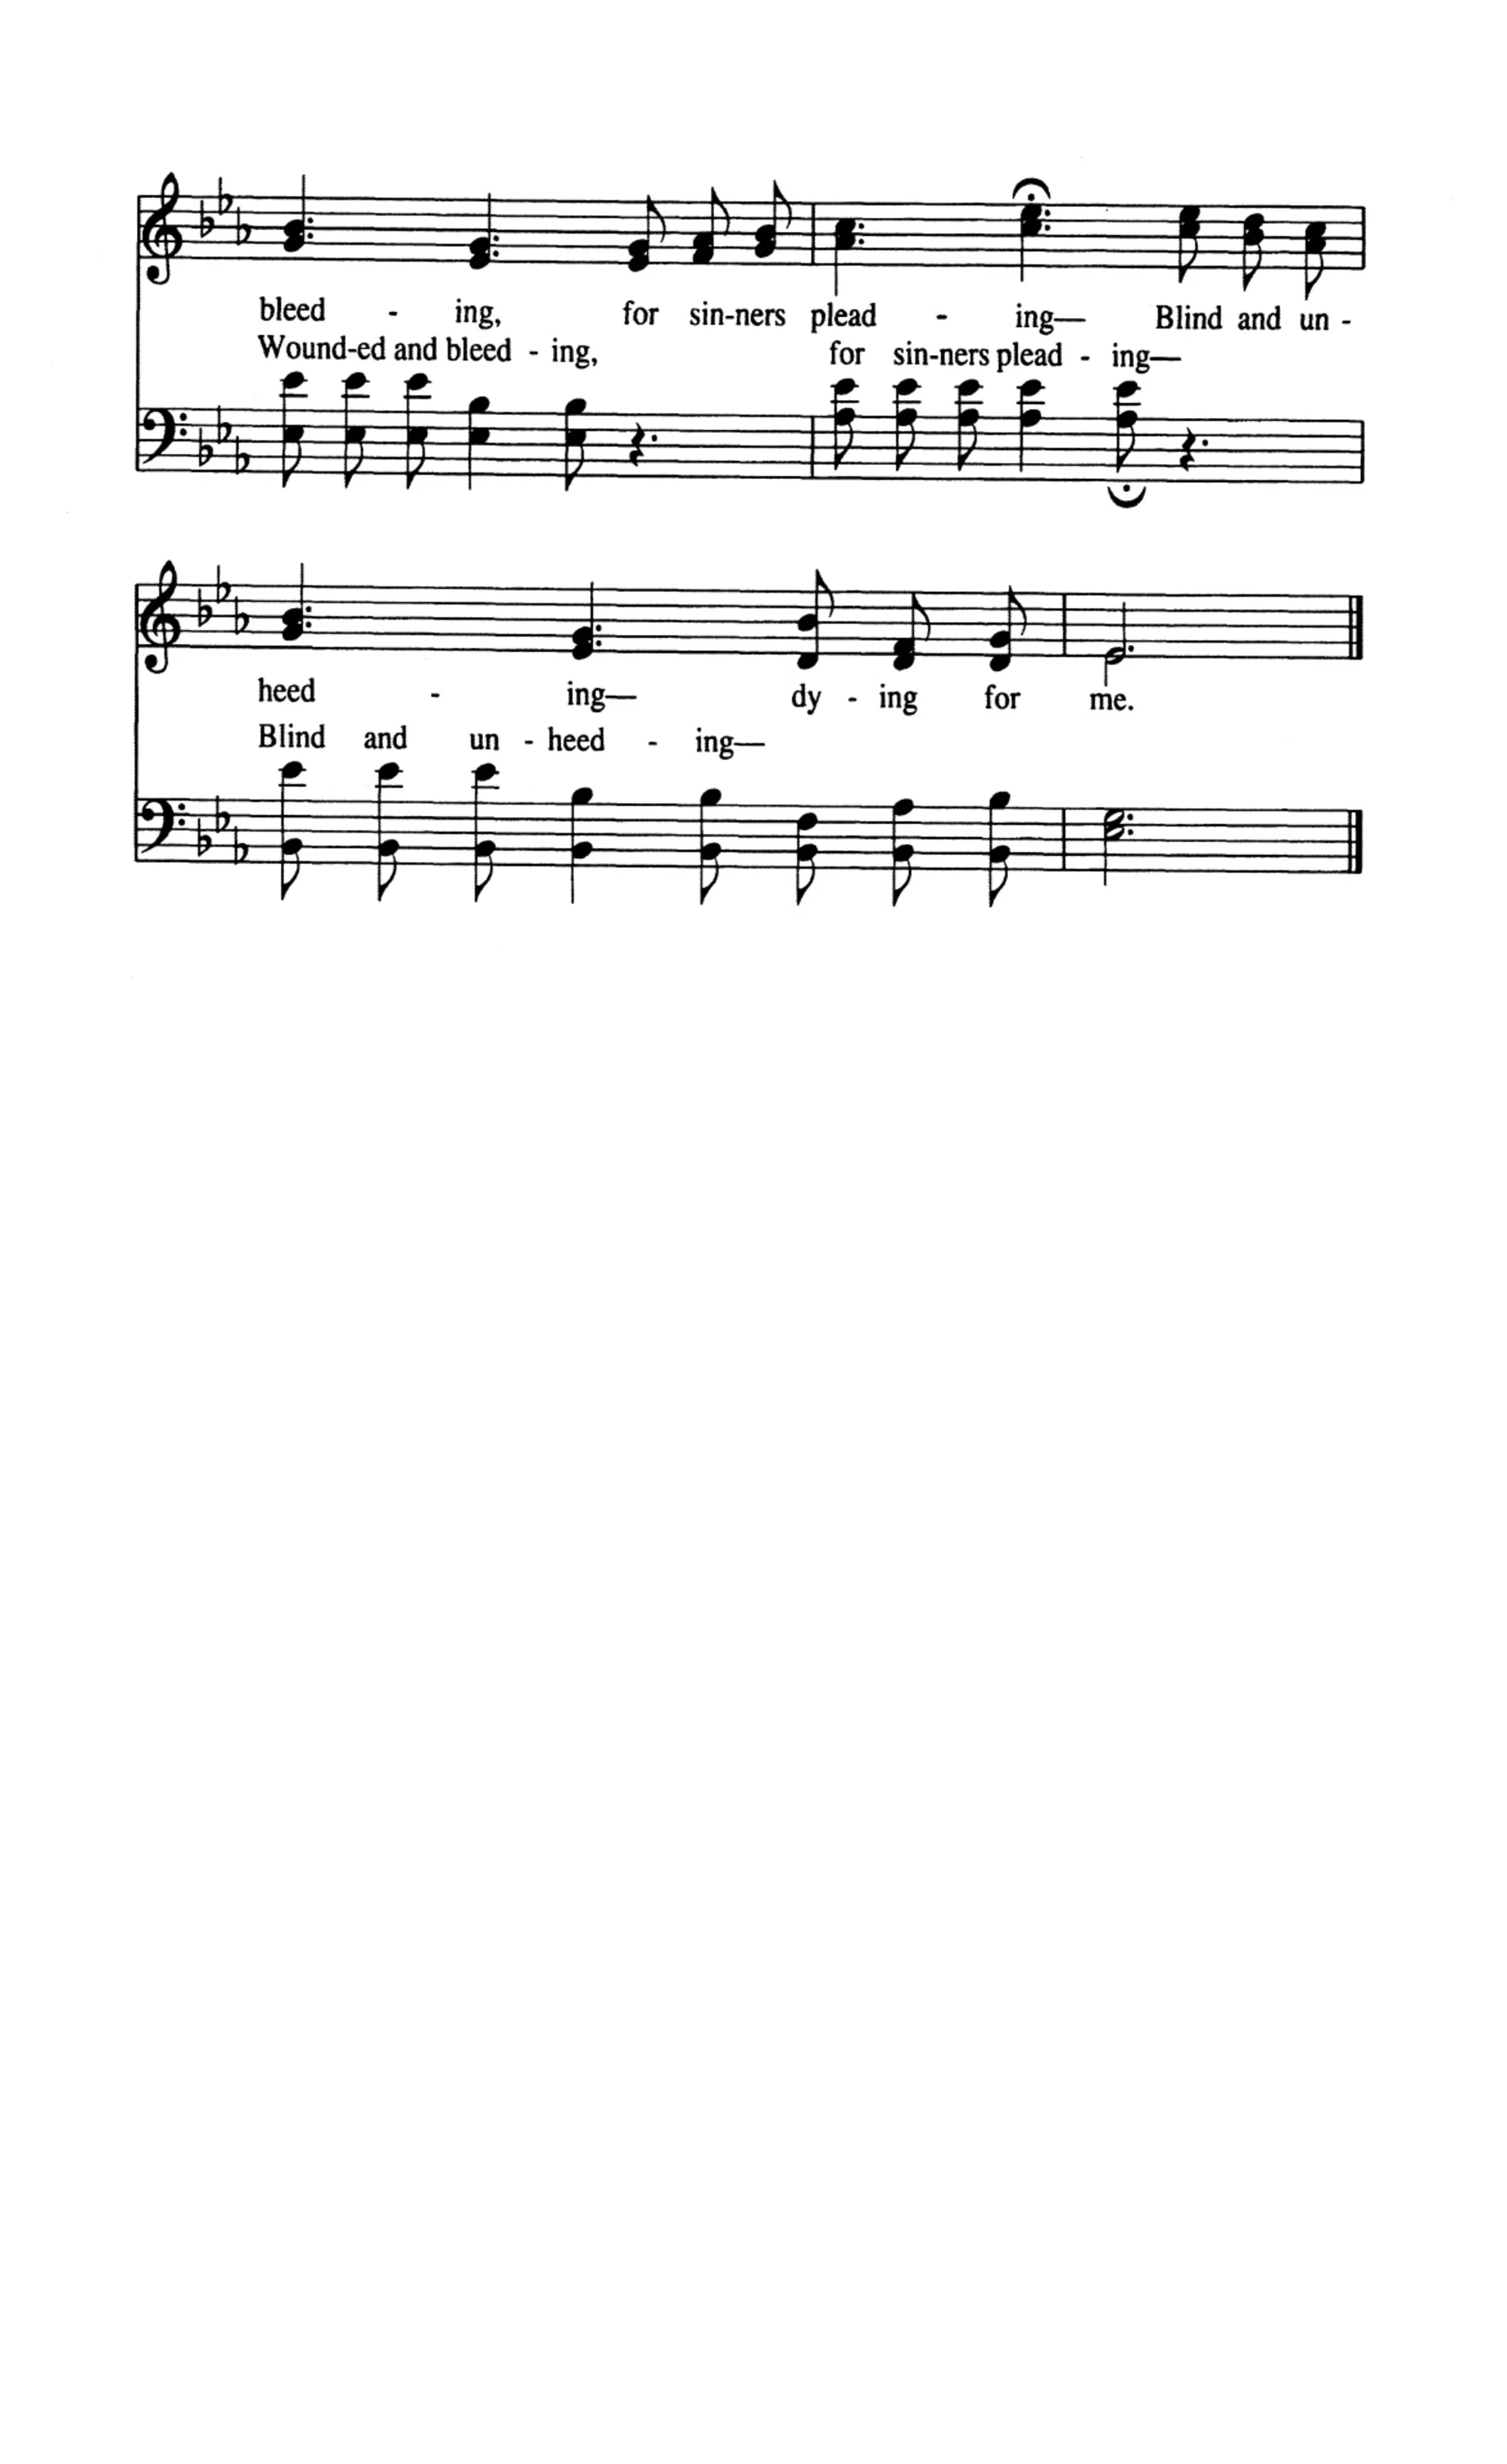 bleed - ing, for sin-ners plead - ing— Blind and un -
Wound-ed and bleed - ing, for sin-ners plead - ing—
heed - ing— dy - ing for me.
Blind and un - heed - ing—